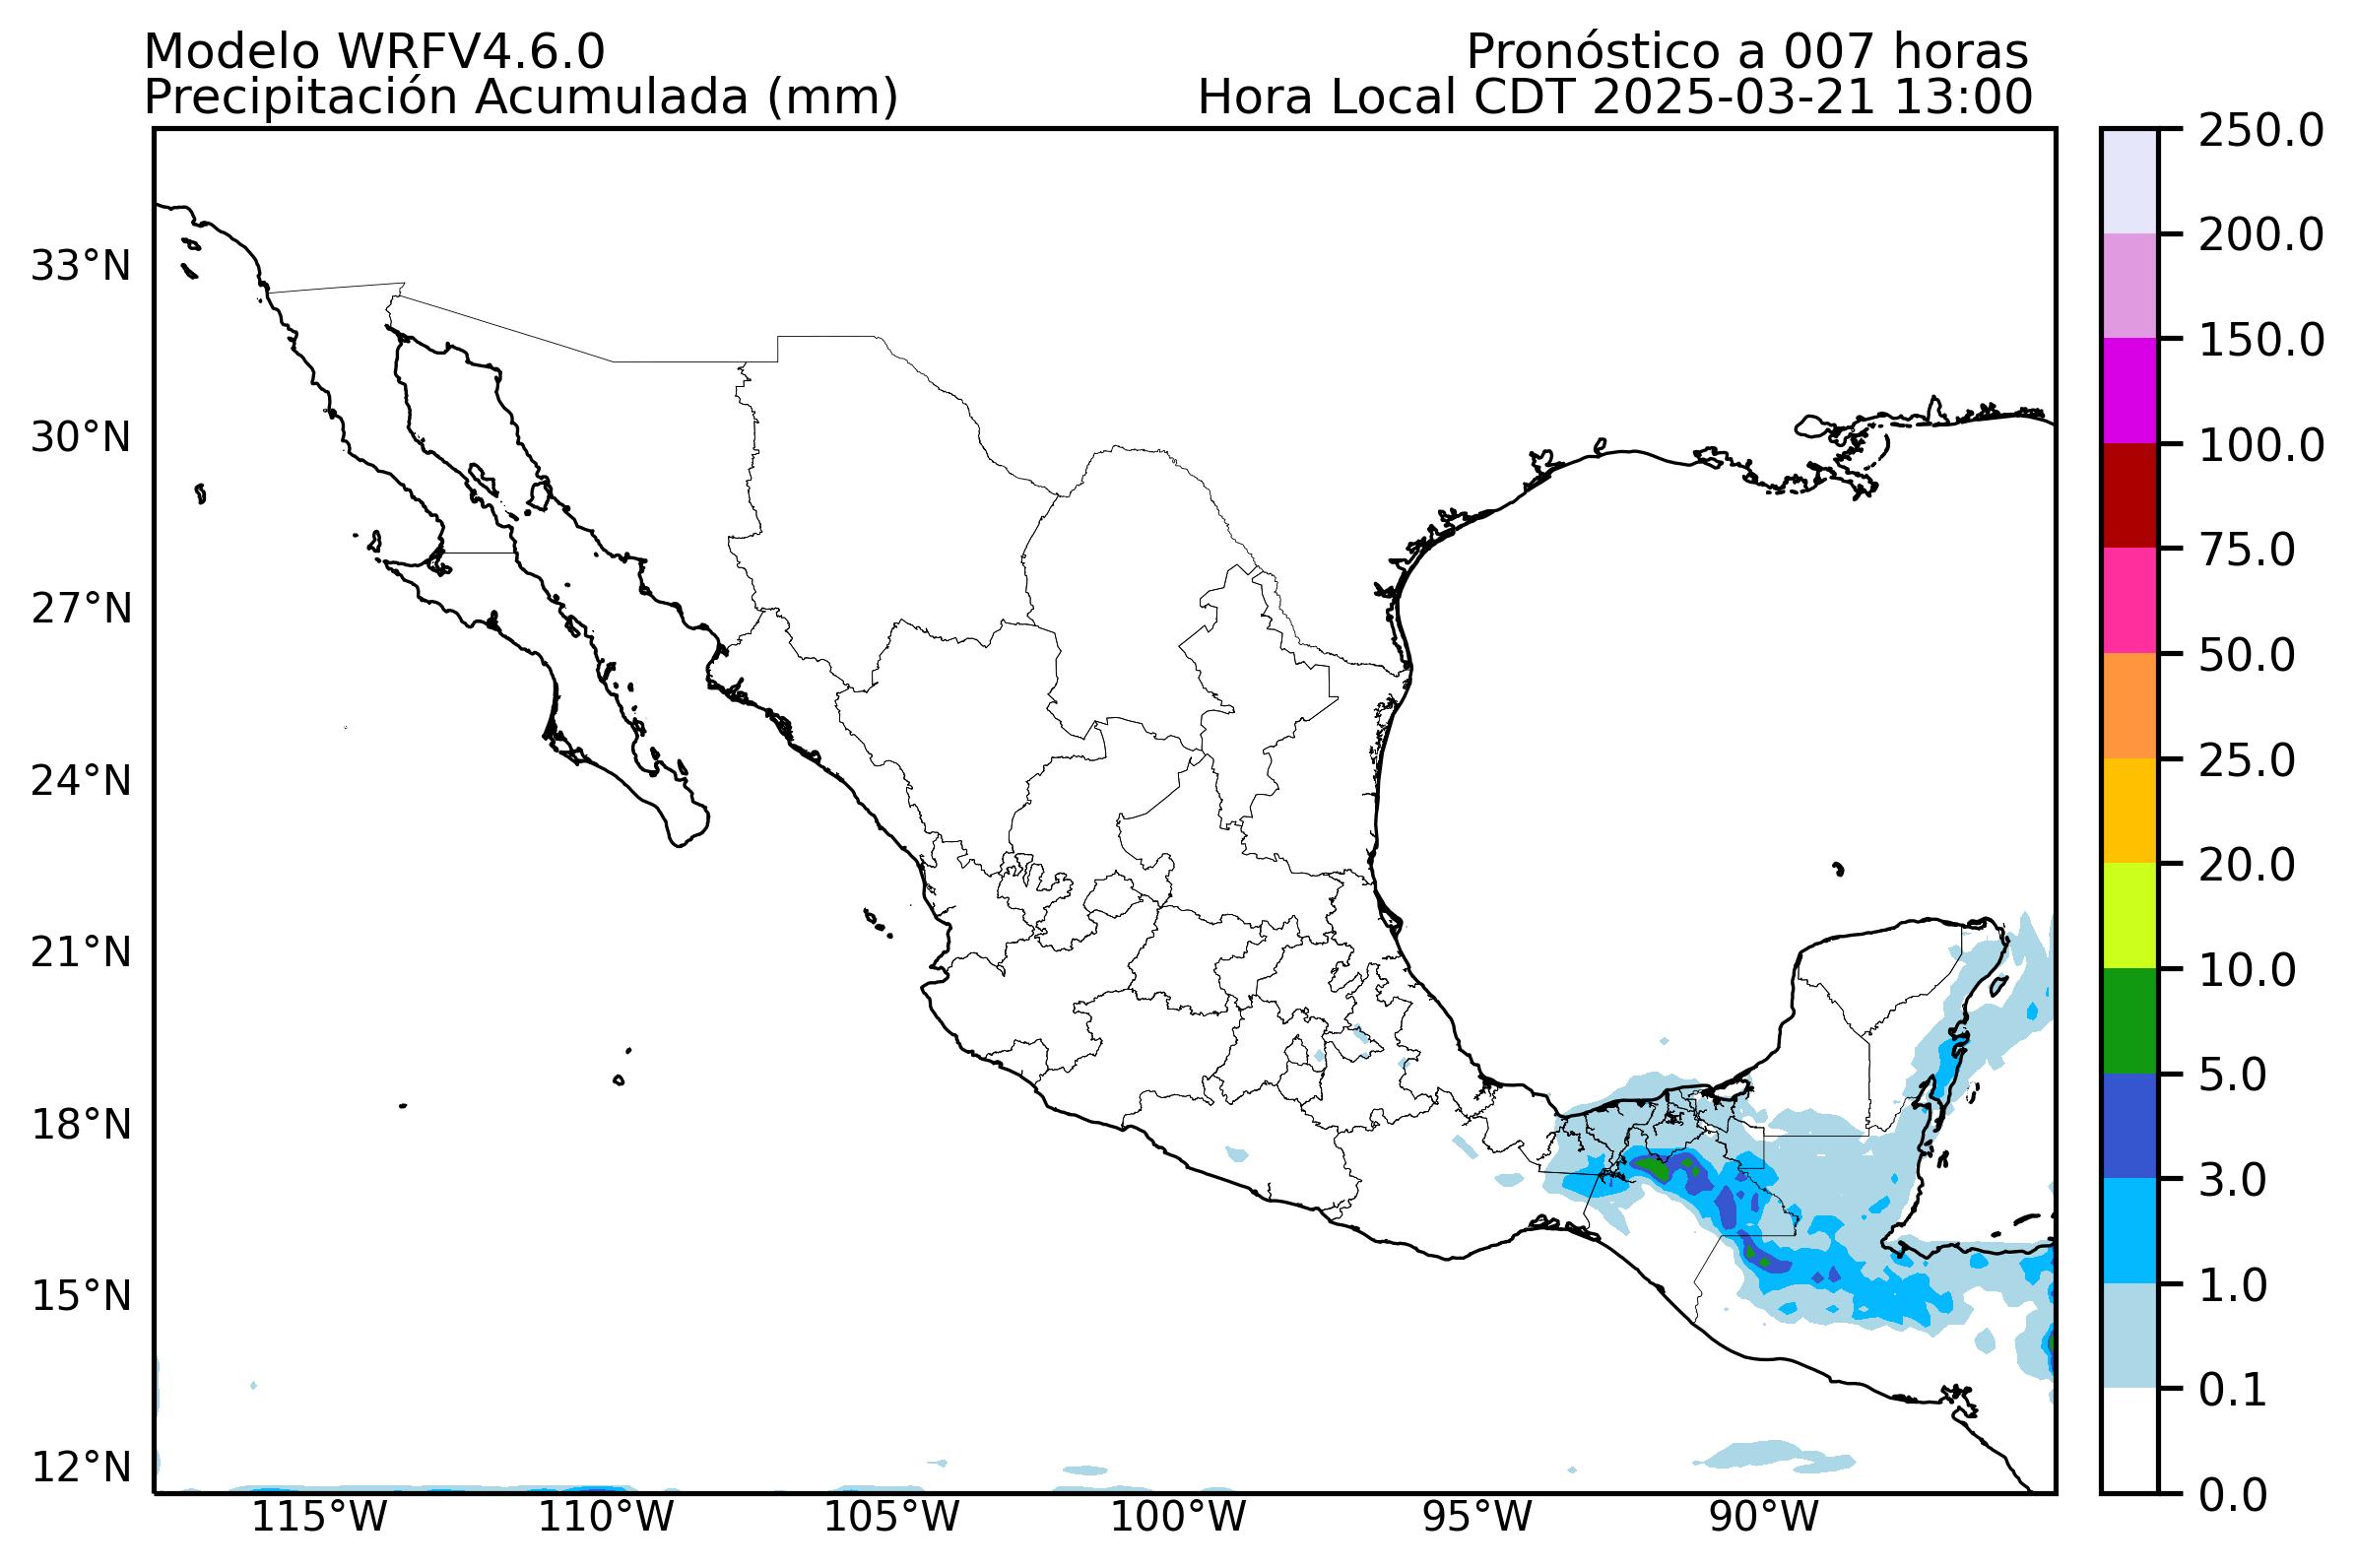 Modelo WRFV4.6.0
Pronóstico a 007 horas
Precipitación Acumulada (mm)
Hora Local CDT 2025-03-21 13:00
33°N
30°N
27°N
24°N
21°N
18°N
15°N
12°N
115°W
110°W
105°W
100°W
95°W
90°W
250.0
200.0
150.0
100.0
75.0
50.0
25.0
20.0
10.0
5.0
3.0
1.0
0.1
0.0